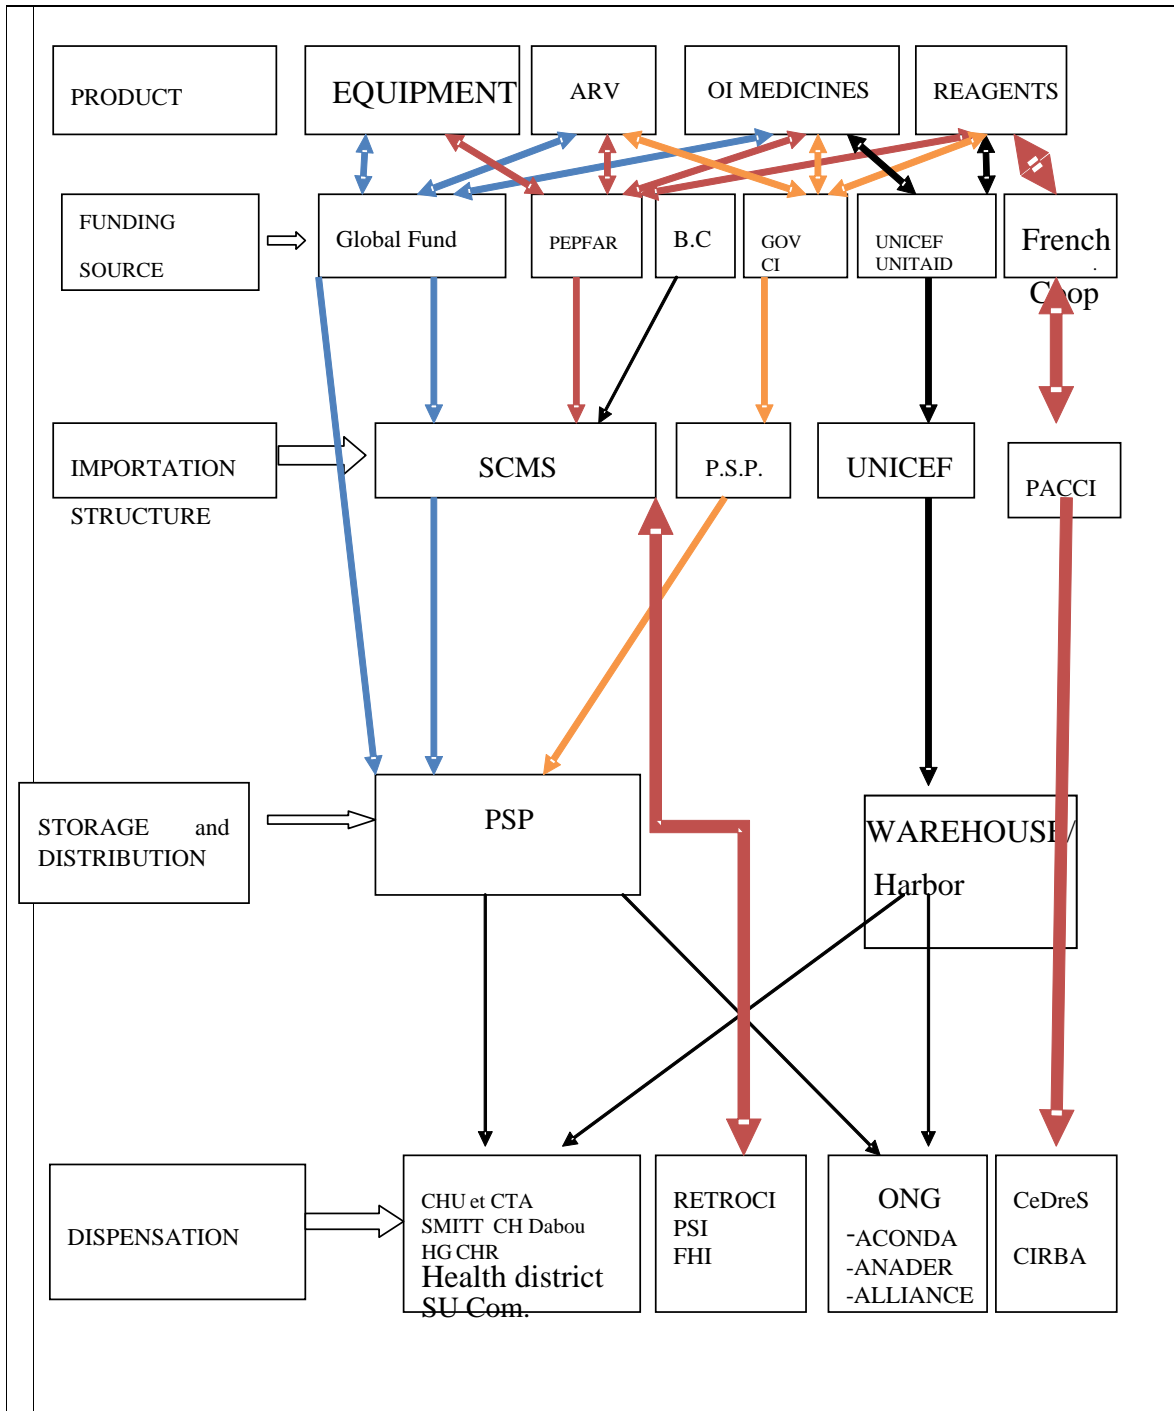 PRODUCT
EQUIPMENT
ARV
OI MEDICINES
REAGENTS
FUNDING
SOURCE
Global Fund
PEPFAR
B.C
GOV
CI
UNICEF
UNITAID
French
.
Coop
IMPORTATION
STRUCTURE
SCMS
P.S.P.
UNICEF
PACCI
STORAGE and
DISTRIBUTION
PSP
WAREHOUSE/
Harbor
DISPENSATION
CHU et CTA
SMITT CH Dabou
HG CHR
Health district
SU Com.
RETROCI
PSI
FHI
ONG
-ACONDA
-ANADER
-ALLIANCE
CeDreS
CIRBA